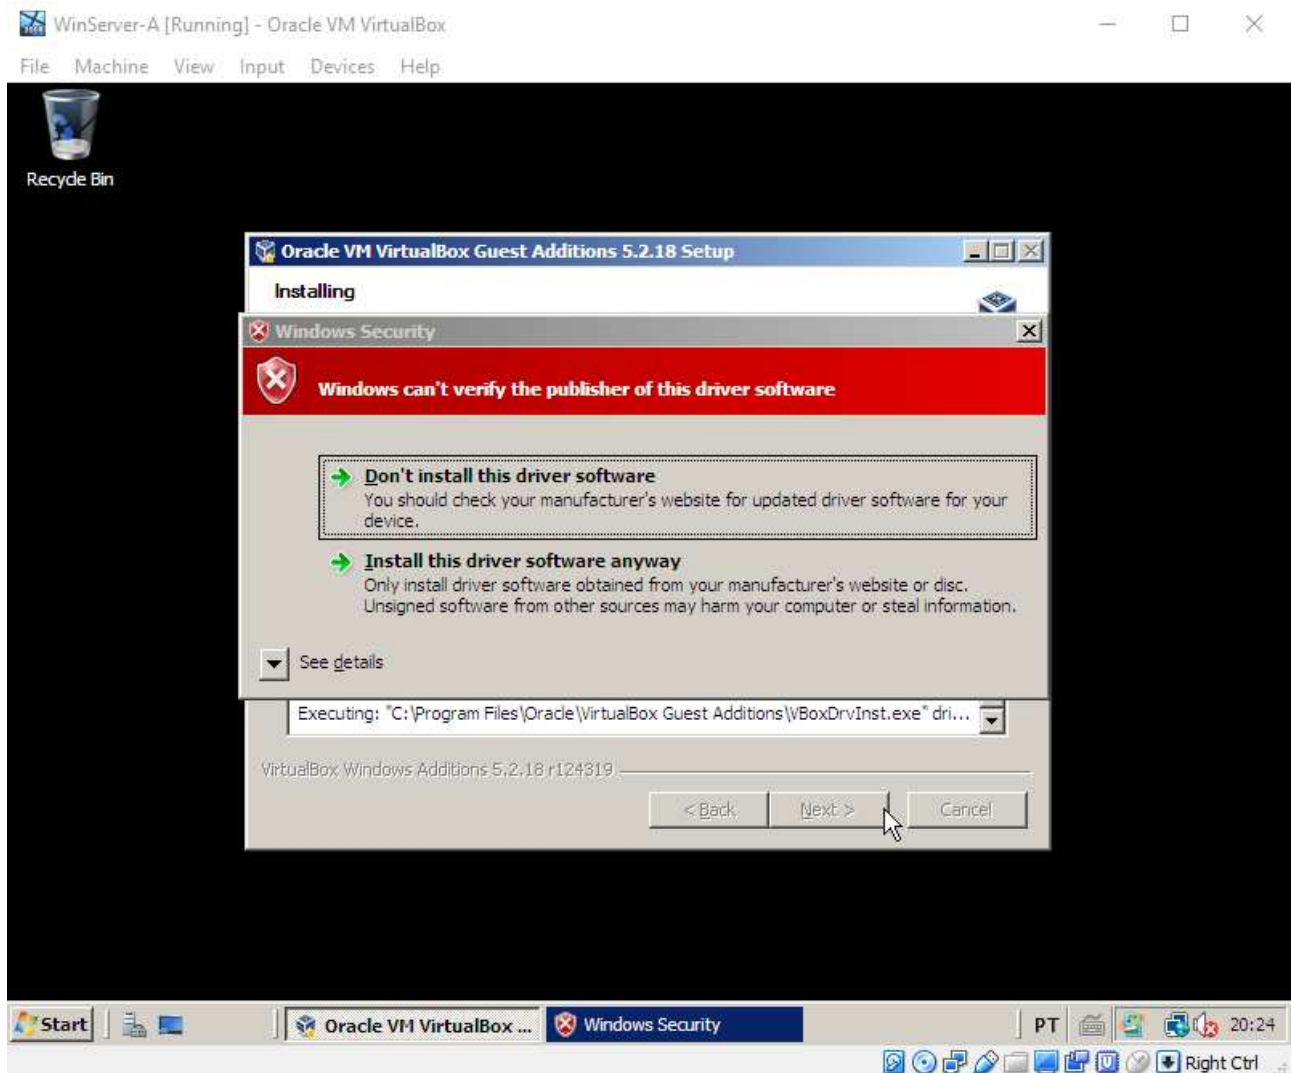 WinServer-A [Running] - Oracle VM VirtualBox
File Machine View Input Devices Help
Recycle Bin
Oracle VM VirtualBox Guest Additions 5.2.18 Setup
Installing
Windows Security
Windows can't verify the publisher of this driver software
Don't install this driver software
You should check your manufacturer's website for updated driver software for your
device.
Install this driver software anyway
Only install driver software obtained from your manufacturer's website or disc.
Unsigned software from other sources may harm your computer or steal information.
See details
Executing: "C:\Program Files\Oracle\VirtualBox Guest Additions\VBoxDrvInst.exe" dri...
VirtualBox Windows Additions 5.2.18 r124319
< Back Next > Cancel
Start Oracle VM VirtualBox ... Windows Security PT 20:24
Right Ctrl